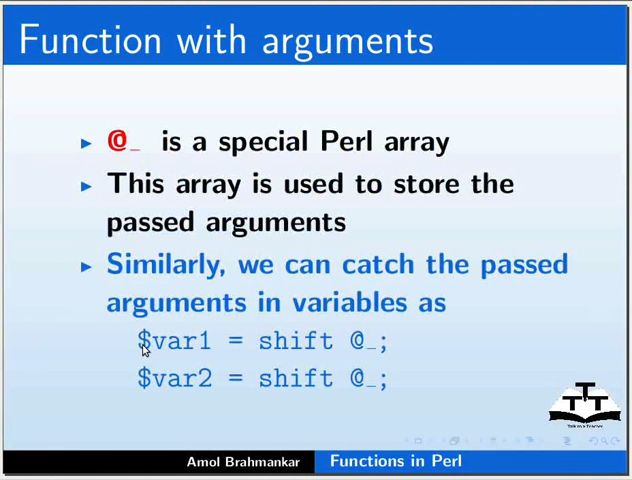 Function with arguments
@_ is a special Perl array
This array is used to store the
passed arguments
Similarly, we can catch the passed
arguments in variables as
$var1 = shift @_;
$var2 = shift @_;
TTT
Amol Brahmankar Functions in Perl